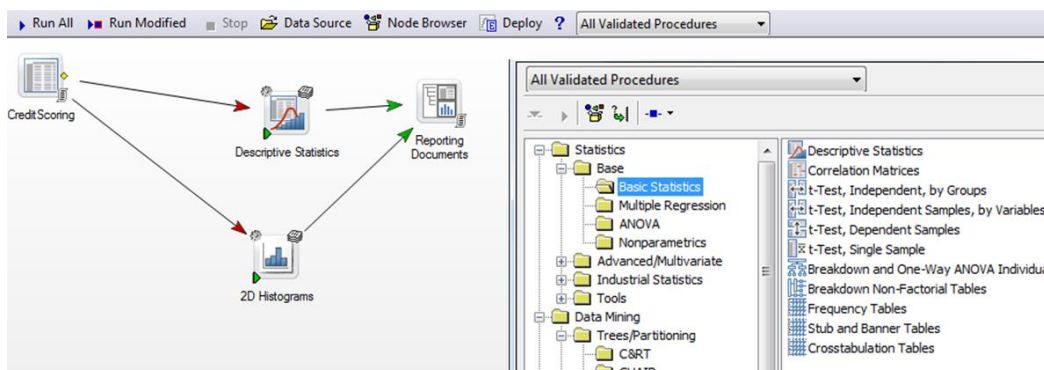 Run All Run Modified Stop Data Source Node Browser Deploy ? All Validated Procedures
CreditScoring
Descriptive Statistics
Reporting
Documents
2D Histograms
All Validated Procedures
Statistics
Base
Basic Statistics
Multiple Regression
ANOVA
Nonparametrics
Advanced/Multivariate
Industrial Statistics
Tools
Data Mining
Trees/Partitioning
C&RT
Descriptive Statistics
Correlation Matrices
t-Test, Independent, by Groups
t-Test, Independent Samples, by Variables
t-Test, Dependent Samples
t-Test, Single Sample
Breakdown and One-Way ANOVA Individua
Breakdown Non-Factorial Tables
Frequency Tables
Stub and Banner Tables
Crosstabulation Tables